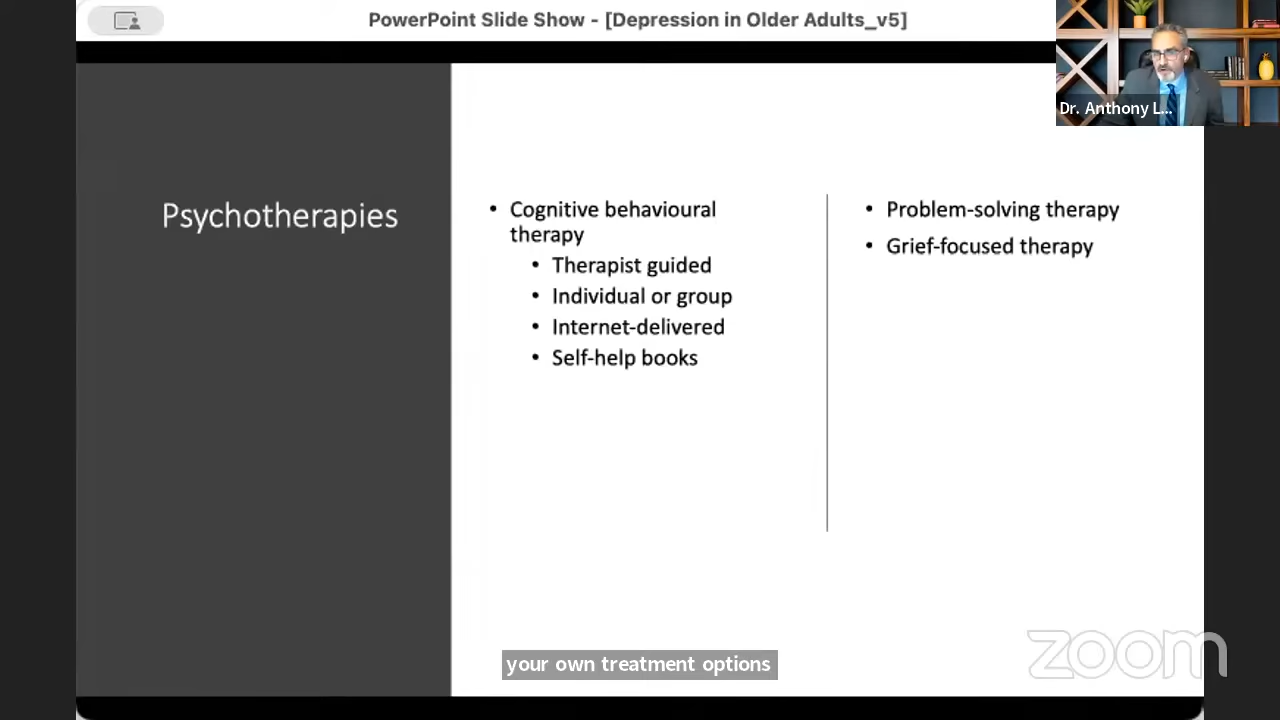 PowerPoint Slide Show - [Depression in Older Adults_v5]
Dr. Anthony L...
Psychotherapies
• Cognitive behavioural
therapy
• Therapist guided
• Individual or group
• Internet-delivered
• Self-help books
• Problem-solving therapy
• Grief-focused therapy
your own treatment options
zoom